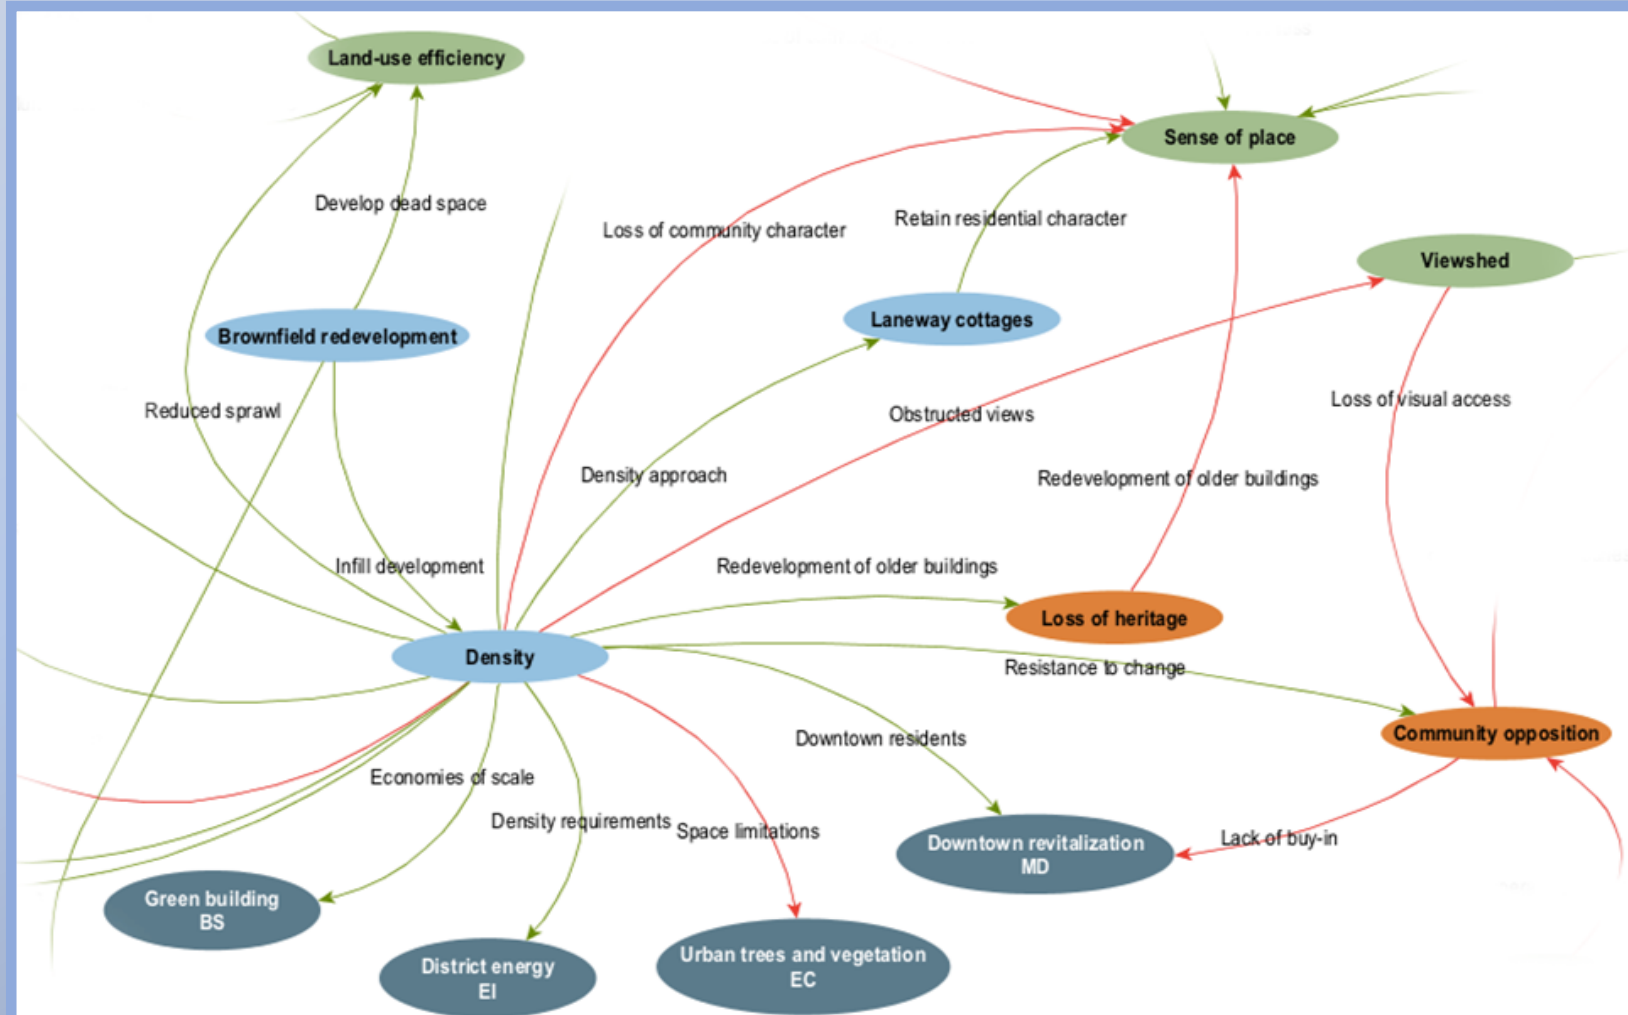 Land-use efficiency
Sense of place
Develop dead space
Retain residential character
Loss of community character
Viewshed
Laneway cottages
Brownfield redevelopment
Loss of visual access
Reduced sprawl
Obstructed views
Density approach
Redevelopment of older buildings
Infill development
Redevelopment of older buildings
Loss of heritage
Density
Resistance to change
Community opposition
Downtown residents
Economies of scale
Density requirements
Space limitations
Lack of buy-in
Downtown revitalization
MD
Green building
BS
Urban trees and vegetation
EC
District energy
EI